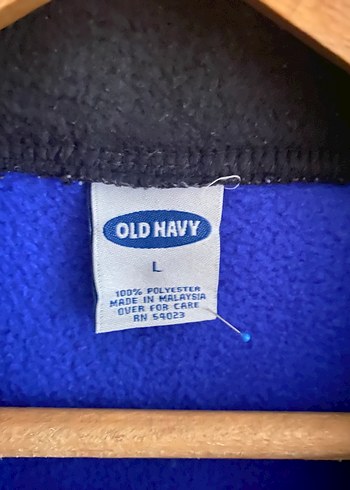 OLD NAVY
L
100% POLYESTER
MADE IN MALAYSIA
OVER FOR CARE
RN 54023